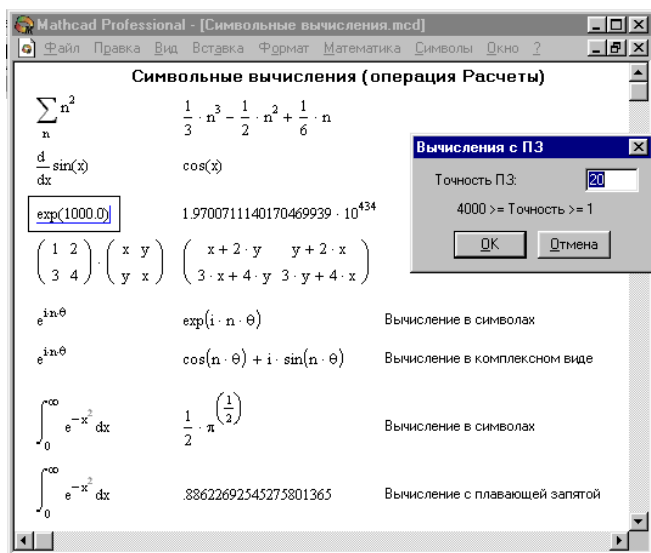 Mathcad Professional - [Символьные вычисления.mcd]
Файл Правка Вид Вставка Формат Математика Символы Окно ?
Символьные вычисления (операция Расчеты)
∑ n n² 1/3 · n³ − 1/2 · n² + 1/6 · n
d/dx sin(x) cos(x)
exp(1000.0) 1.9700711140170469939 · 10⁴³⁴
(1 2; 3 4) · (x y; y x) (x + 2 · y y + 2 · x; 3 · x + 4 · y 3 · y + 4 · x)
Вычисления с ПЗ
Точность ПЗ: 20
4000 >= Точность >= 1
OK Отмена
e^(i·n·θ) exp(i · n · θ) Вычисление в символах
e^(i·n·θ) cos(n · θ) + i · sin(n · θ) Вычисление в комплексном виде
∫₀^∞ e^(−x²) dx 1/2 · π^(1/2) Вычисление в символах
∫₀^∞ e^(−x²) dx .88622692545275801365 Вычисление с плавающей запятой